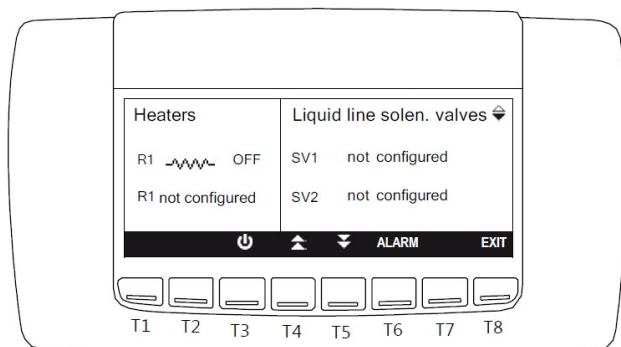 Heaters
R1 OFF
R1 not configured
Liquid line solen. valves
SV1 not configured
SV2 not configured
ALARM EXIT
T1 T2 T3 T4 T5 T6 T7 T8